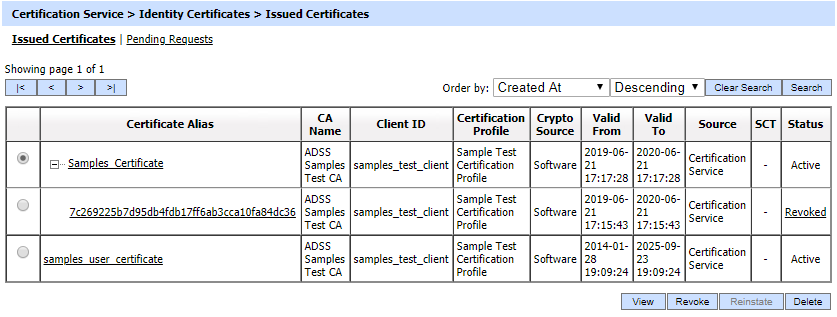 Certification Service > Identity Certificates > Issued Certificates
Issued Certificates | Pending Requests
Showing page 1 of 1
|< < > >| Order by: Created At Descending Clear Search Search
Certificate Alias CA Name Client ID Certification Profile Crypto Source Valid From Valid To Source SCT Status
Samples_Certificate ADSS Samples Test CA samples_test_client Sample Test Certification Profile Software 2019-06-21 17:17:28 2020-06-21 17:17:28 Certification Service - Active
7c269225b7d95db4fdb17ff6ab3cca10fa84dc36 ADSS Samples Test CA samples_test_client Sample Test Certification Profile Software 2019-06-21 17:15:43 2020-06-21 17:15:43 Certification Service - Revoked
samples_user_certificate ADSS Samples Test CA samples_test_client Sample Test Certification Profile Software 2014-01-28 19:09:24 2025-09-23 19:09:24 Certification Service - Active
View Revoke Reinstate Delete